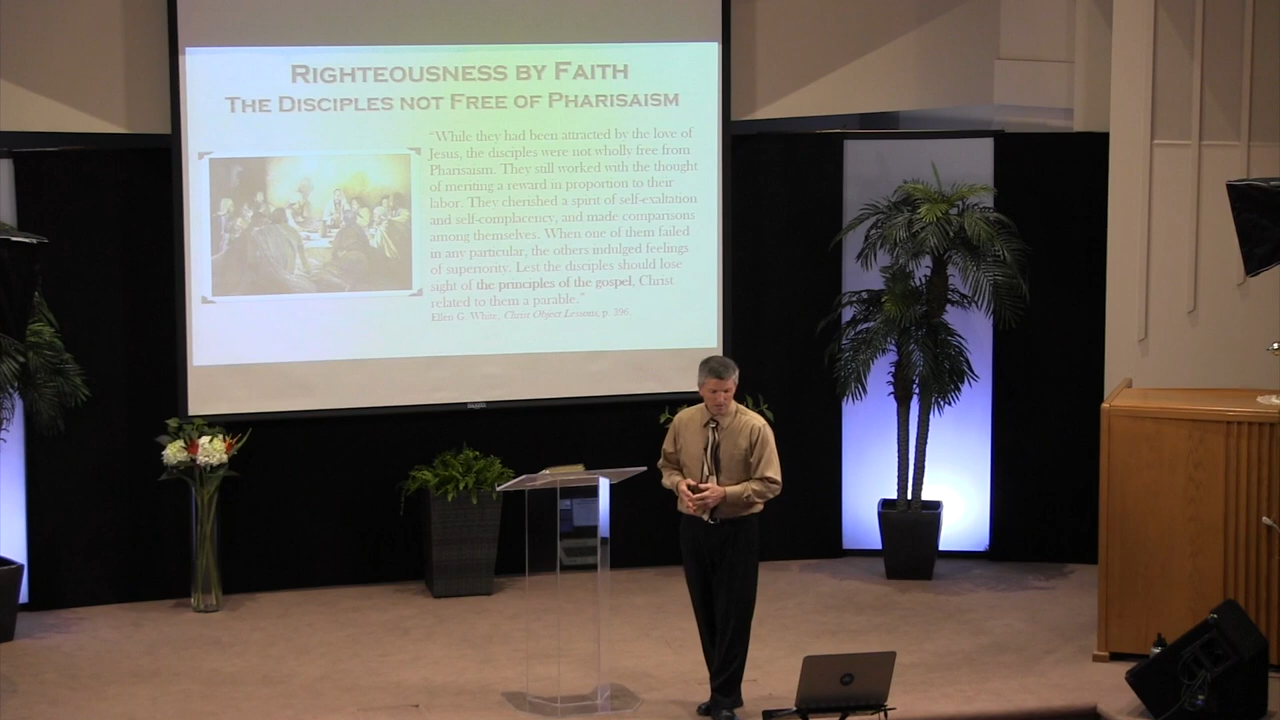 RIGHTEOUSNESS BY FAITH
THE DISCIPLES NOT FREE OF PHARISAISM
“While they had been attracted by the love of
Jesus, the disciples were not wholly free from
Pharisaism. They still worked with the thought
of meriting a reward in proportion to their
labor. They cherished a spirit of self-exaltation
and self-complacency, and made comparisons
among themselves. When one of them failed
in any particular, the others indulged feelings
of superiority. Lest the disciples should lose
sight of the principles of the gospel, Christ
related to them a parable.”
Ellen G. White, Christ Object Lessons, p. 396.
hp